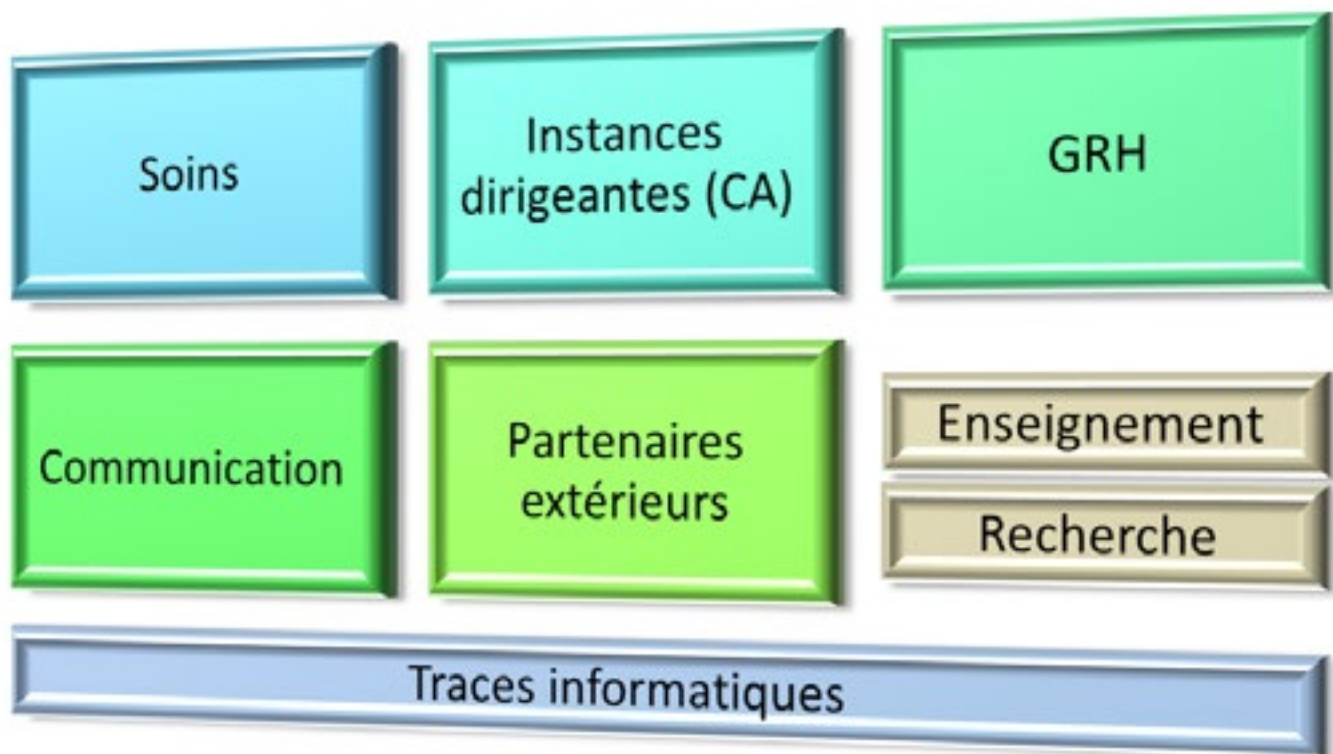 Soins
Instances
dirigeantes (CA)
GRH
Communication
Partenaires
extérieurs
Enseignement
Recherche
Traces informatiques